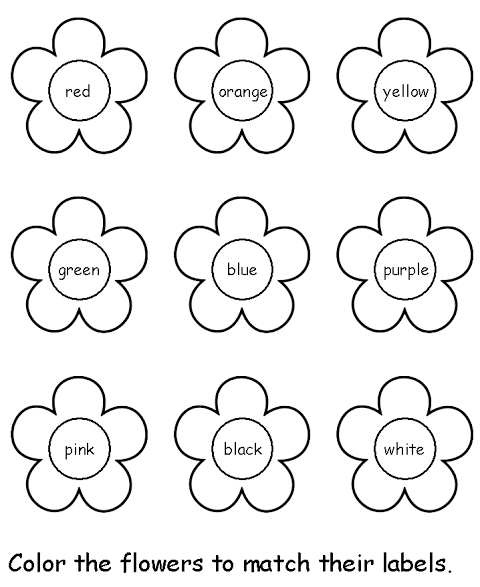 red orange yellow
green blue purple
pink black white
Color the flowers to match their labels.